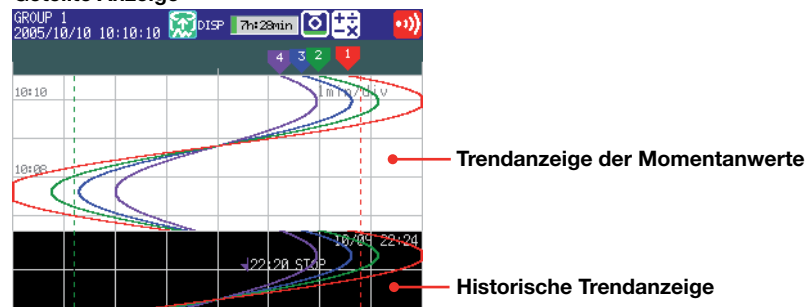 Geteilte Anzeige
GROUP 1
2005/10/10 10:10:10 DISP 7h:28min
4 3 2 1
10:10 1min/div
Trendanzeige der Momentanwerte
10:08
10/09 22:24
22:20 STOP
Historische Trendanzeige